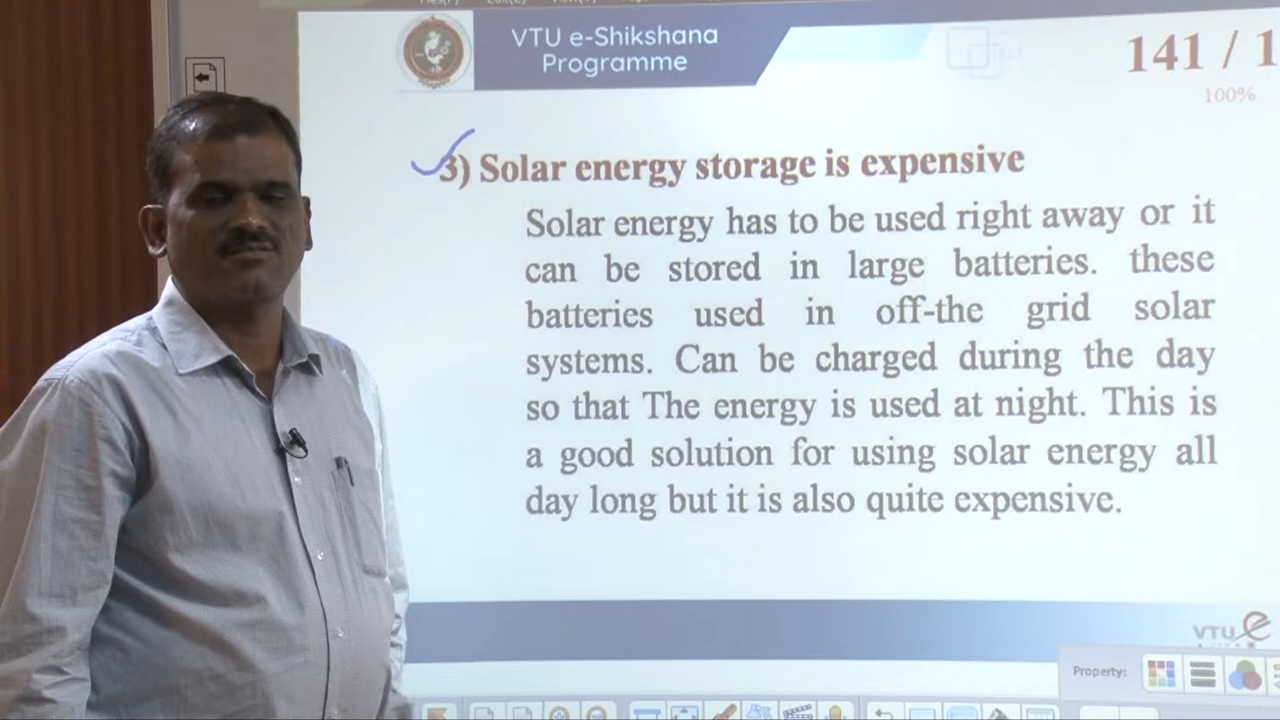 VTU e-Shikshana
Programme
141 / 1
100%
3) Solar energy storage is expensive
Solar energy has to be used right away or it
can be stored in large batteries. these
batteries used in off-the grid solar
systems. Can be charged during the day
so that The energy is used at night. This is
a good solution for using solar energy all
day long but it is also quite expensive.
VTU e
Property: